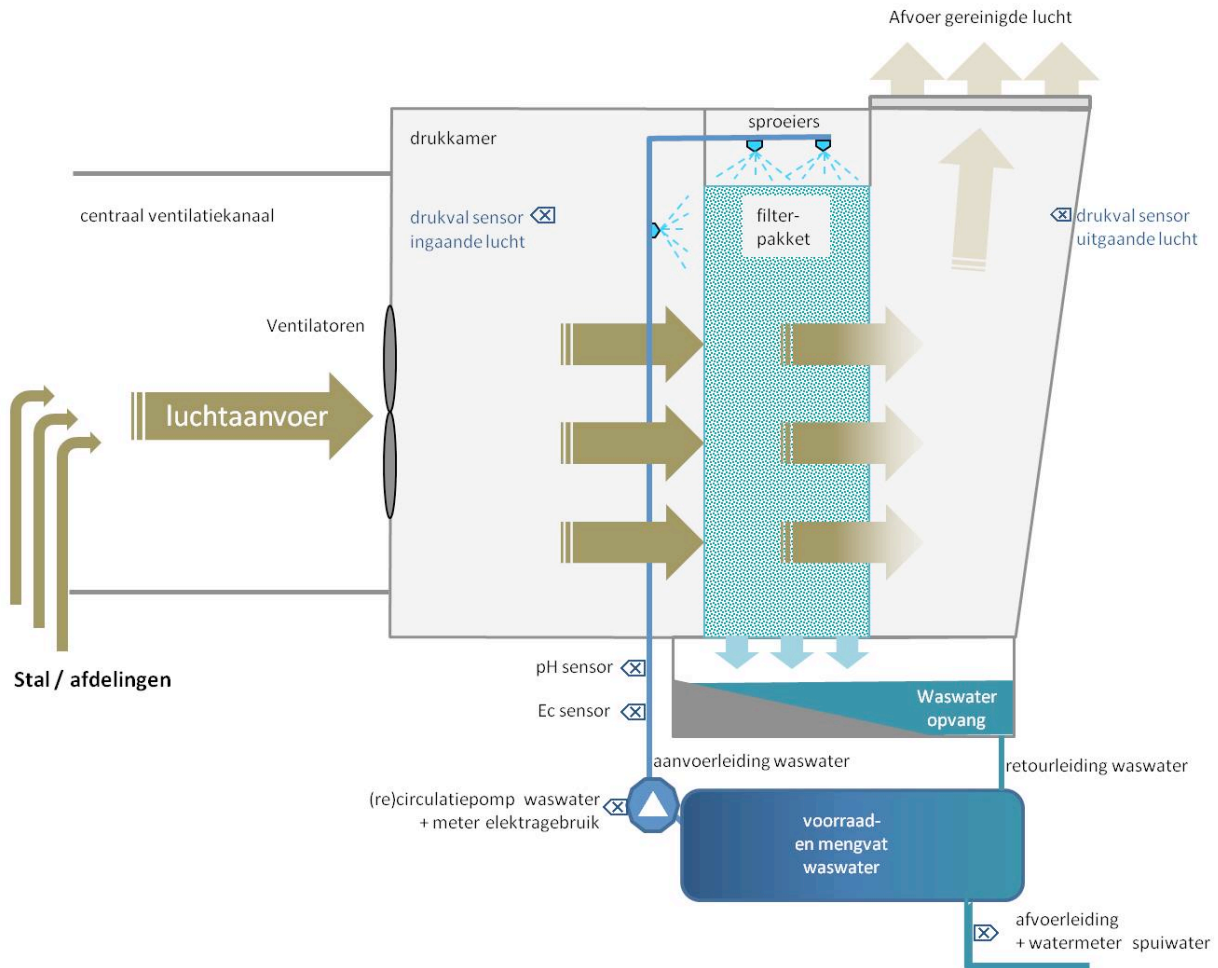 Afvoer gereinigde lucht
sproeiers
drukkamer
centraal ventilatiekanaal
drukval sensor
ingaande lucht
filter-
pakket
drukval sensor
uitgaande lucht
Ventilatoren
luchtaanvoer
Stal / afdelingen
pH sensor
Ec sensor
Waswater
opvang
aanvoerleiding waswater
retourleiding waswater
(re)circulatiepomp waswater
+ meter elektragebruik
voorraad-
en mengvat
waswater
afvoerleiding
+ watermeter spuiwater